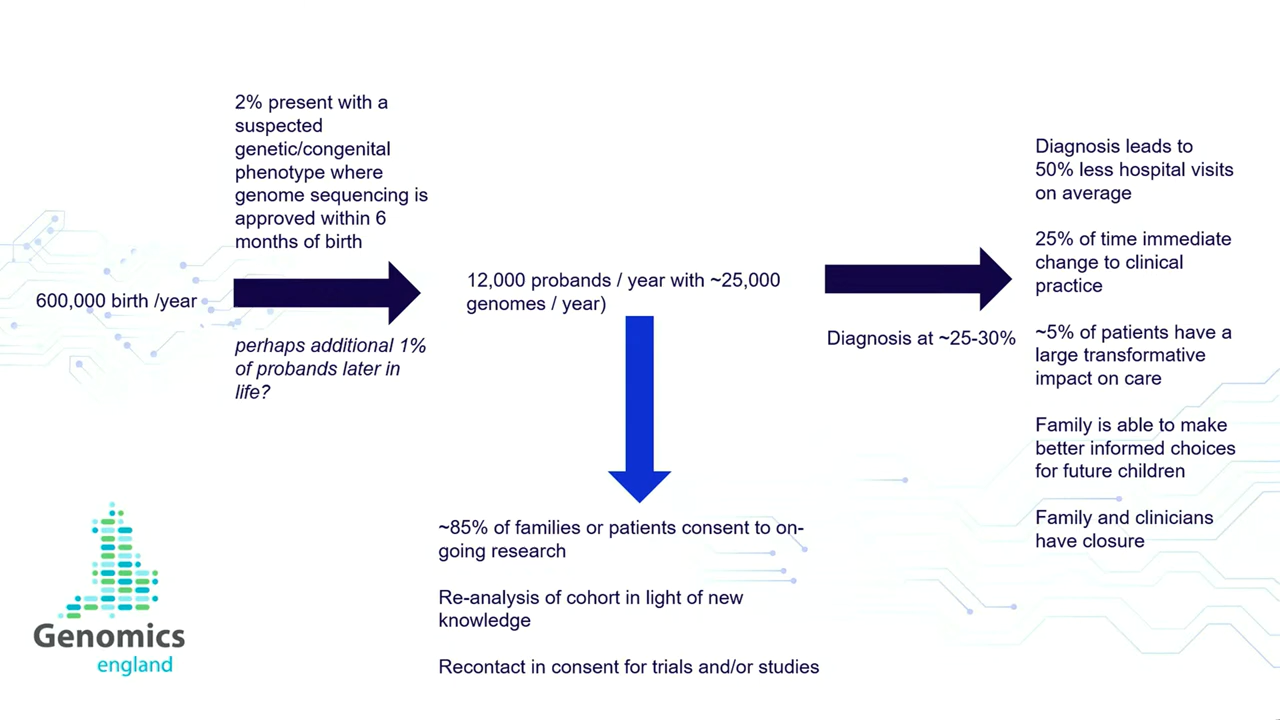 600,000 birth /year
2% present with a
suspected
genetic/congenital
phenotype where
genome sequencing is
approved within 6
months of birth
perhaps additional 1%
of probands later in
life?
12,000 probands / year with ~25,000
genomes / year)
Diagnosis at ~25-30%
Diagnosis leads to
50% less hospital visits
on average
25% of time immediate
change to clinical
practice
~5% of patients have a
large transformative
impact on care
Family is able to make
better informed choices
for future children
Family and clinicians
have closure
~85% of families or patients consent to on-
going research
Re-analysis of cohort in light of new
knowledge
Recontact in consent for trials and/or studies
Genomics
england